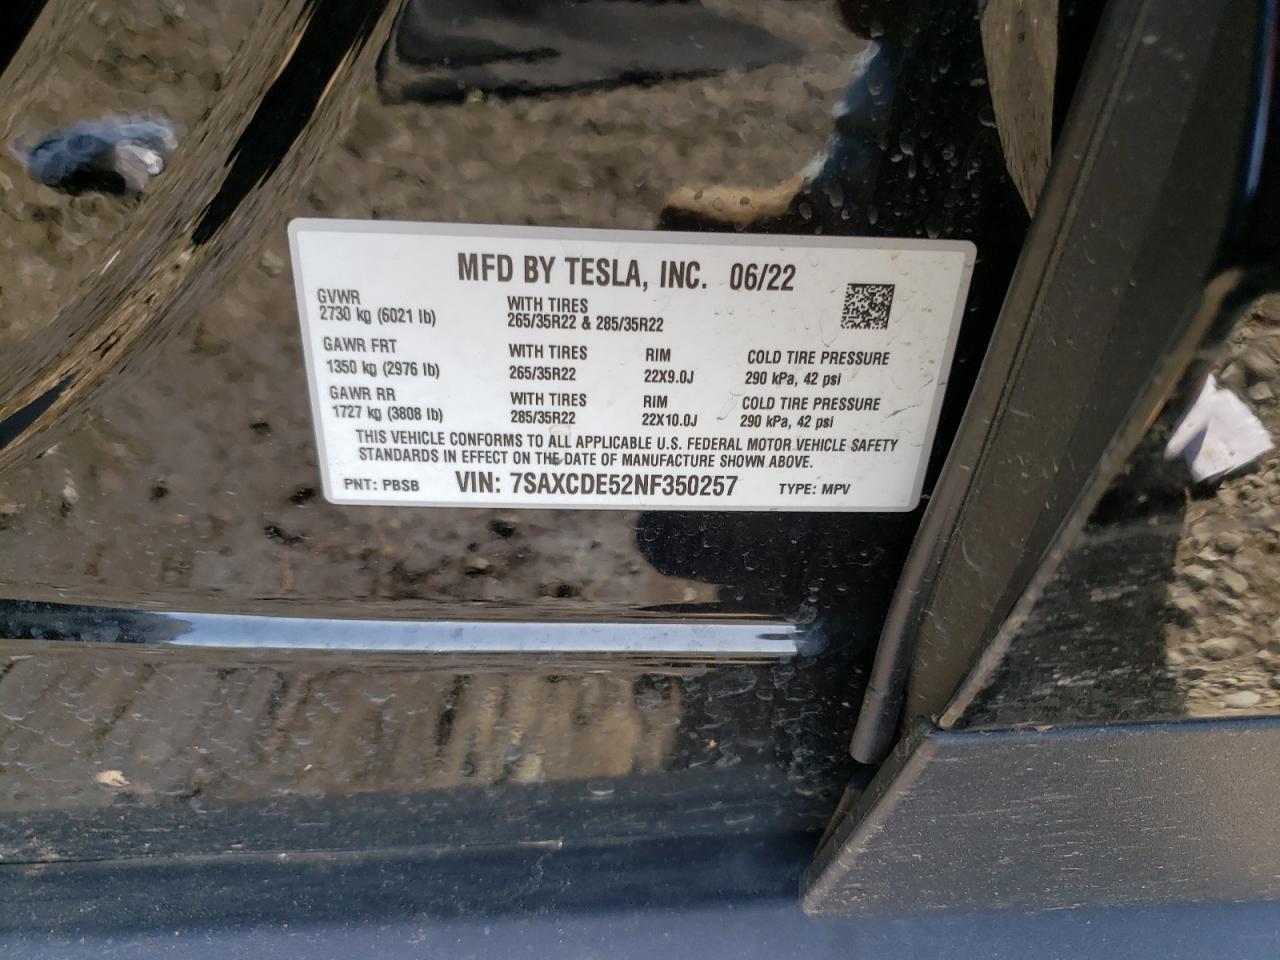 MFD BY TESLA, INC. 06/22
GVWR
2730 kg (6021 lb)
WITH TIRES
265/35R22 & 285/35R22
GAWR FRT
1350 kg (2976 lb)
WITH TIRES
265/35R22
RIM
22X9.0J
COLD TIRE PRESSURE
290 kPa, 42 psi
GAWR RR
1727 kg (3808 lb)
WITH TIRES
285/35R22
RIM
22X10.0J
COLD TIRE PRESSURE
290 kPa, 42 psi
THIS VEHICLE CONFORMS TO ALL APPLICABLE U.S. FEDERAL MOTOR VEHICLE SAFETY
STANDARDS IN EFFECT ON THE DATE OF MANUFACTURE SHOWN ABOVE.
PNT: PBSB VIN: 7SAXCDE52NF350257 TYPE: MPV